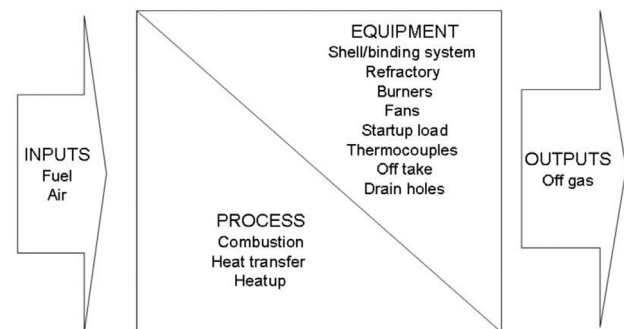 INPUTS
Fuel
Air
EQUIPMENT
Shell/binding system
Refractory
Burners
Fans
Startup load
Thermocouples
Off take
Drain holes
PROCESS
Combustion
Heat transfer
Heatup
OUTPUTS
Off gas